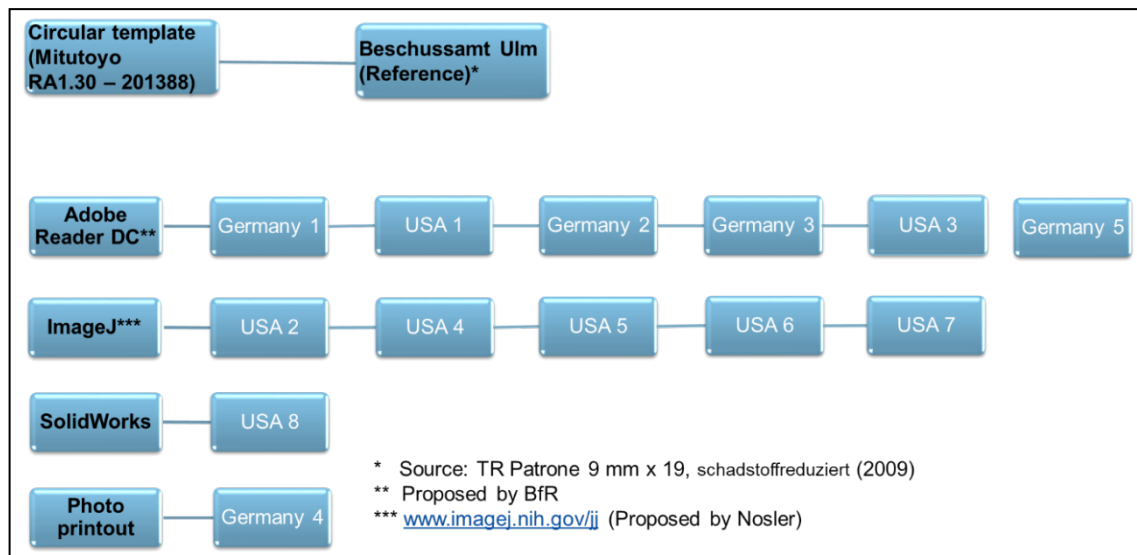 Circular template
(Mitutoyo
RA1.30 – 201388)
Beschussamt Ulm
(Reference)*
Adobe
Reader DC**
Germany 1
USA 1
Germany 2
Germany 3
USA 3
Germany 5
ImageJ***
USA 2
USA 4
USA 5
USA 6
USA 7
SolidWorks
USA 8
Photo
printout
Germany 4
* Source: TR Patrone 9 mm x 19, schadstoffreduziert (2009)
** Proposed by BfR
*** www.imagej.nih.gov/jj (Proposed by Nosler)